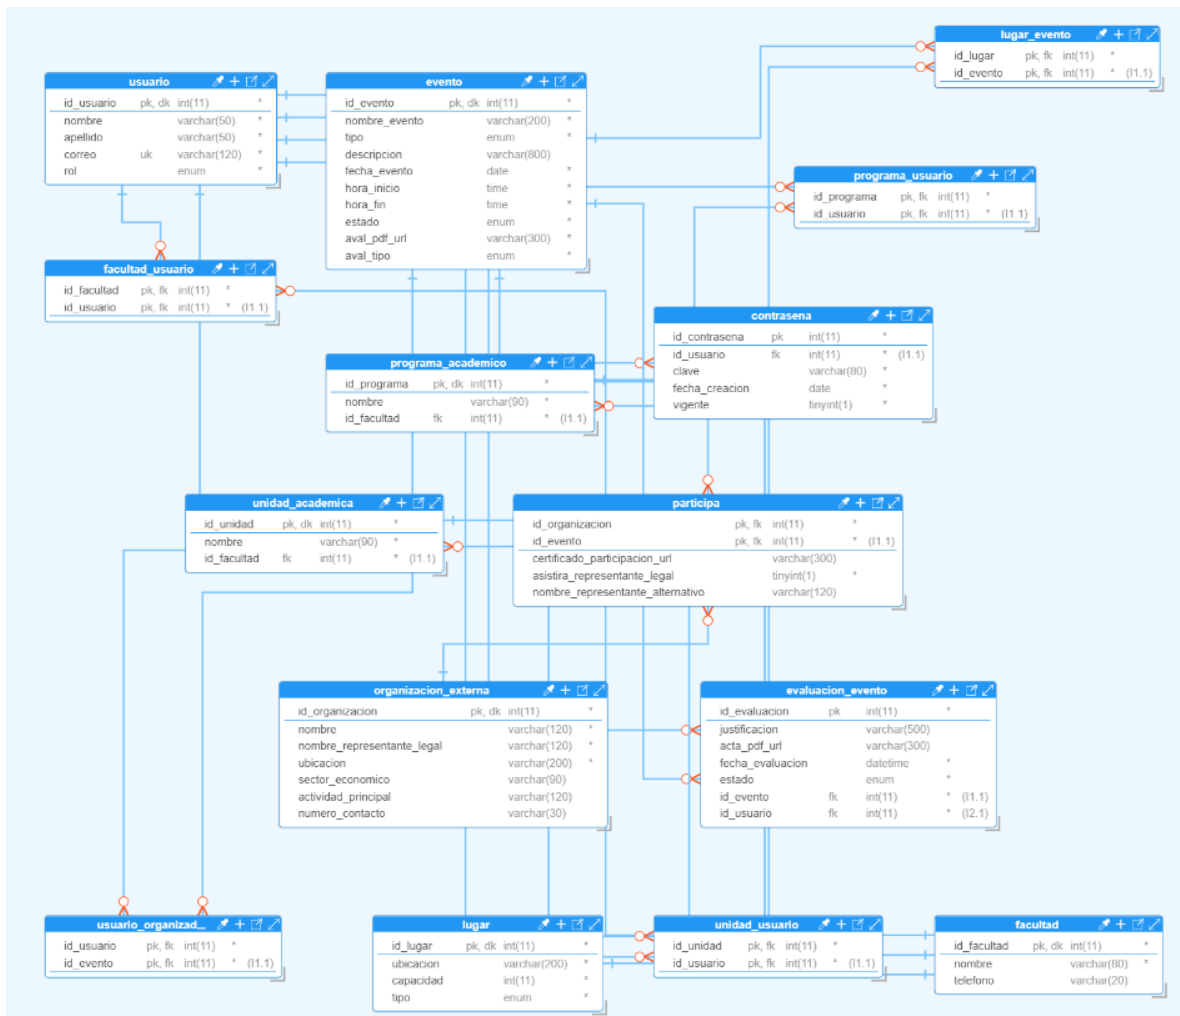 lugar_evento
id_lugar pk, fk int(11) *
id_evento pk, fk int(11) * (I1.1)
usuario
id_usuario pk, dk int(11) *
nombre varchar(50) *
apellido varchar(50) *
correo uk varchar(120) *
rol enum *
evento
id_evento pk, dk int(11) *
nombre_evento varchar(200) *
tipo enum *
descripcion varchar(800)
fecha_evento date *
hora_inicio time *
hora_fin time *
estado enum *
aval_pdf_url varchar(300) *
aval_tipo enum *
programa_usuario
id_programa pk, fk int(11) *
id_usuario pk, fk int(11) * (I1.1)
facultad_usuario
id_facultad pk, fk int(11) *
id_usuario pk, fk int(11) * (I1.1)
contrasena
id_contrasena pk int(11) *
id_usuario fk int(11) * (I1.1)
clave varchar(80) *
fecha_creacion date *
vigente tinyint(1) *
programa_academico
id_programa pk, dk int(11) *
nombre varchar(90) *
id_facultad fk int(11) * (I1.1)
unidad_academica
id_unidad pk, dk int(11) *
nombre varchar(90) *
id_facultad fk int(11) * (I1.1)
participa
id_organizacion pk, fk int(11) *
id_evento pk, fk int(11) * (I1.1)
certificado_participacion_url varchar(300)
asistira_representante_legal tinyint(1) *
nombre_representante_alternativo varchar(120)
organizacion_externa
id_organizacion pk, dk int(11) *
nombre varchar(120) *
nombre_representante_legal varchar(120) *
ubicacion varchar(200) *
sector_economico varchar(90)
actividad_principal varchar(120)
numero_contacto varchar(30)
evaluacion_evento
id_evaluacion pk int(11) *
justificacion varchar(500)
acta_pdf_url varchar(300)
fecha_evaluacion datetime *
estado enum *
id_evento fk int(11) * (I1.1)
id_usuario fk int(11) * (I2.1)
usuario_organizad...
id_usuario pk, fk int(11) *
id_evento pk, fk int(11) * (I1.1)
lugar
id_lugar pk, dk int(11) *
ubicacion varchar(200) *
capacidad int(11) *
tipo enum *
unidad_usuario
id_unidad pk, fk int(11) *
id_usuario pk, fk int(11) * (I1.1)
facultad
id_facultad pk, dk int(11) *
nombre varchar(80) *
telefono varchar(20)